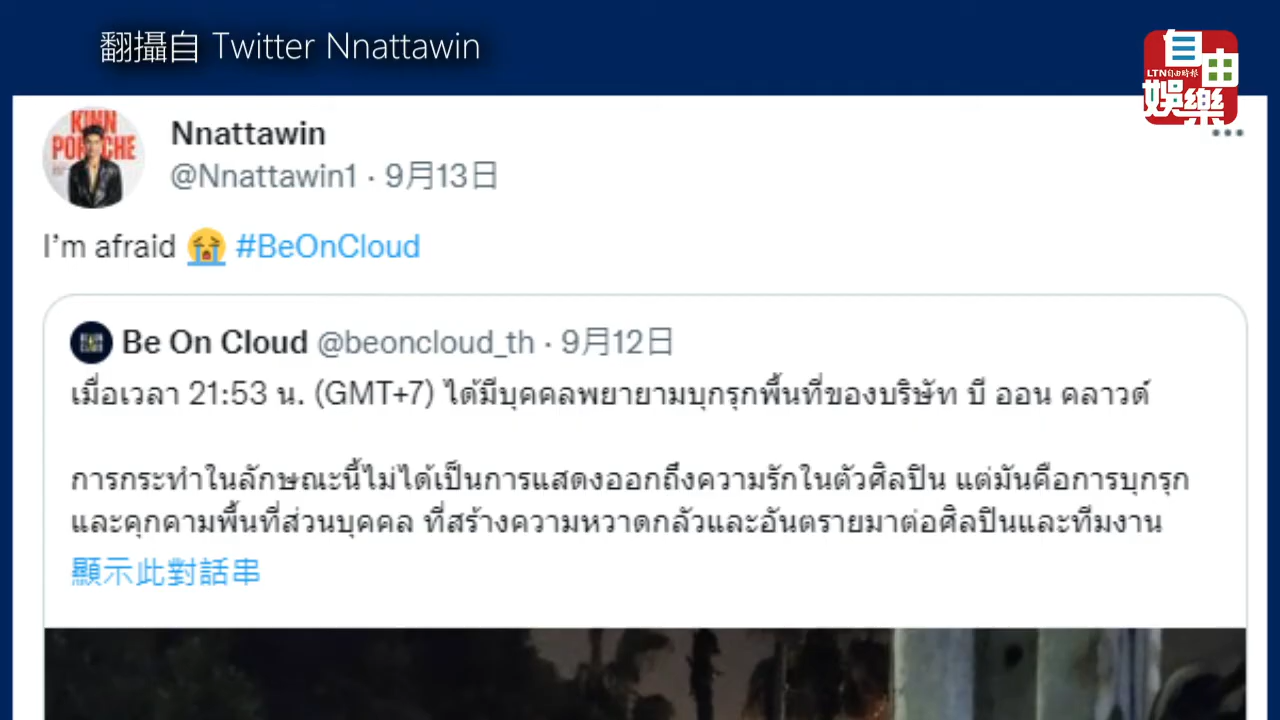 翻攝自 Twitter Nnattawin
自由
LTN自由時報
娛樂
KINN
PORSCHE
Nnattawin
@Nnattawin1 · 9月13日
I'm afraid 😭 #BeOnCloud
Be On Cloud @beoncloud_th · 9月12日
เมื่อเวลา 21:53 น. (GMT+7) ได้มีบุคคลพยายามบุกรุกพื้นที่ของบริษัท บี ออน คลาวด์
การกระทำในลักษณะนี้ไม่ได้เป็นการแสดงออกถึงความรักในตัวศิลปิน แต่มันคือการบุกรุก
และคุกคามพื้นที่ส่วนบุคคล ที่สร้างความหวาดกลัวและอันตรายมาต่อศิลปินและทีมงาน
顯示此對話串